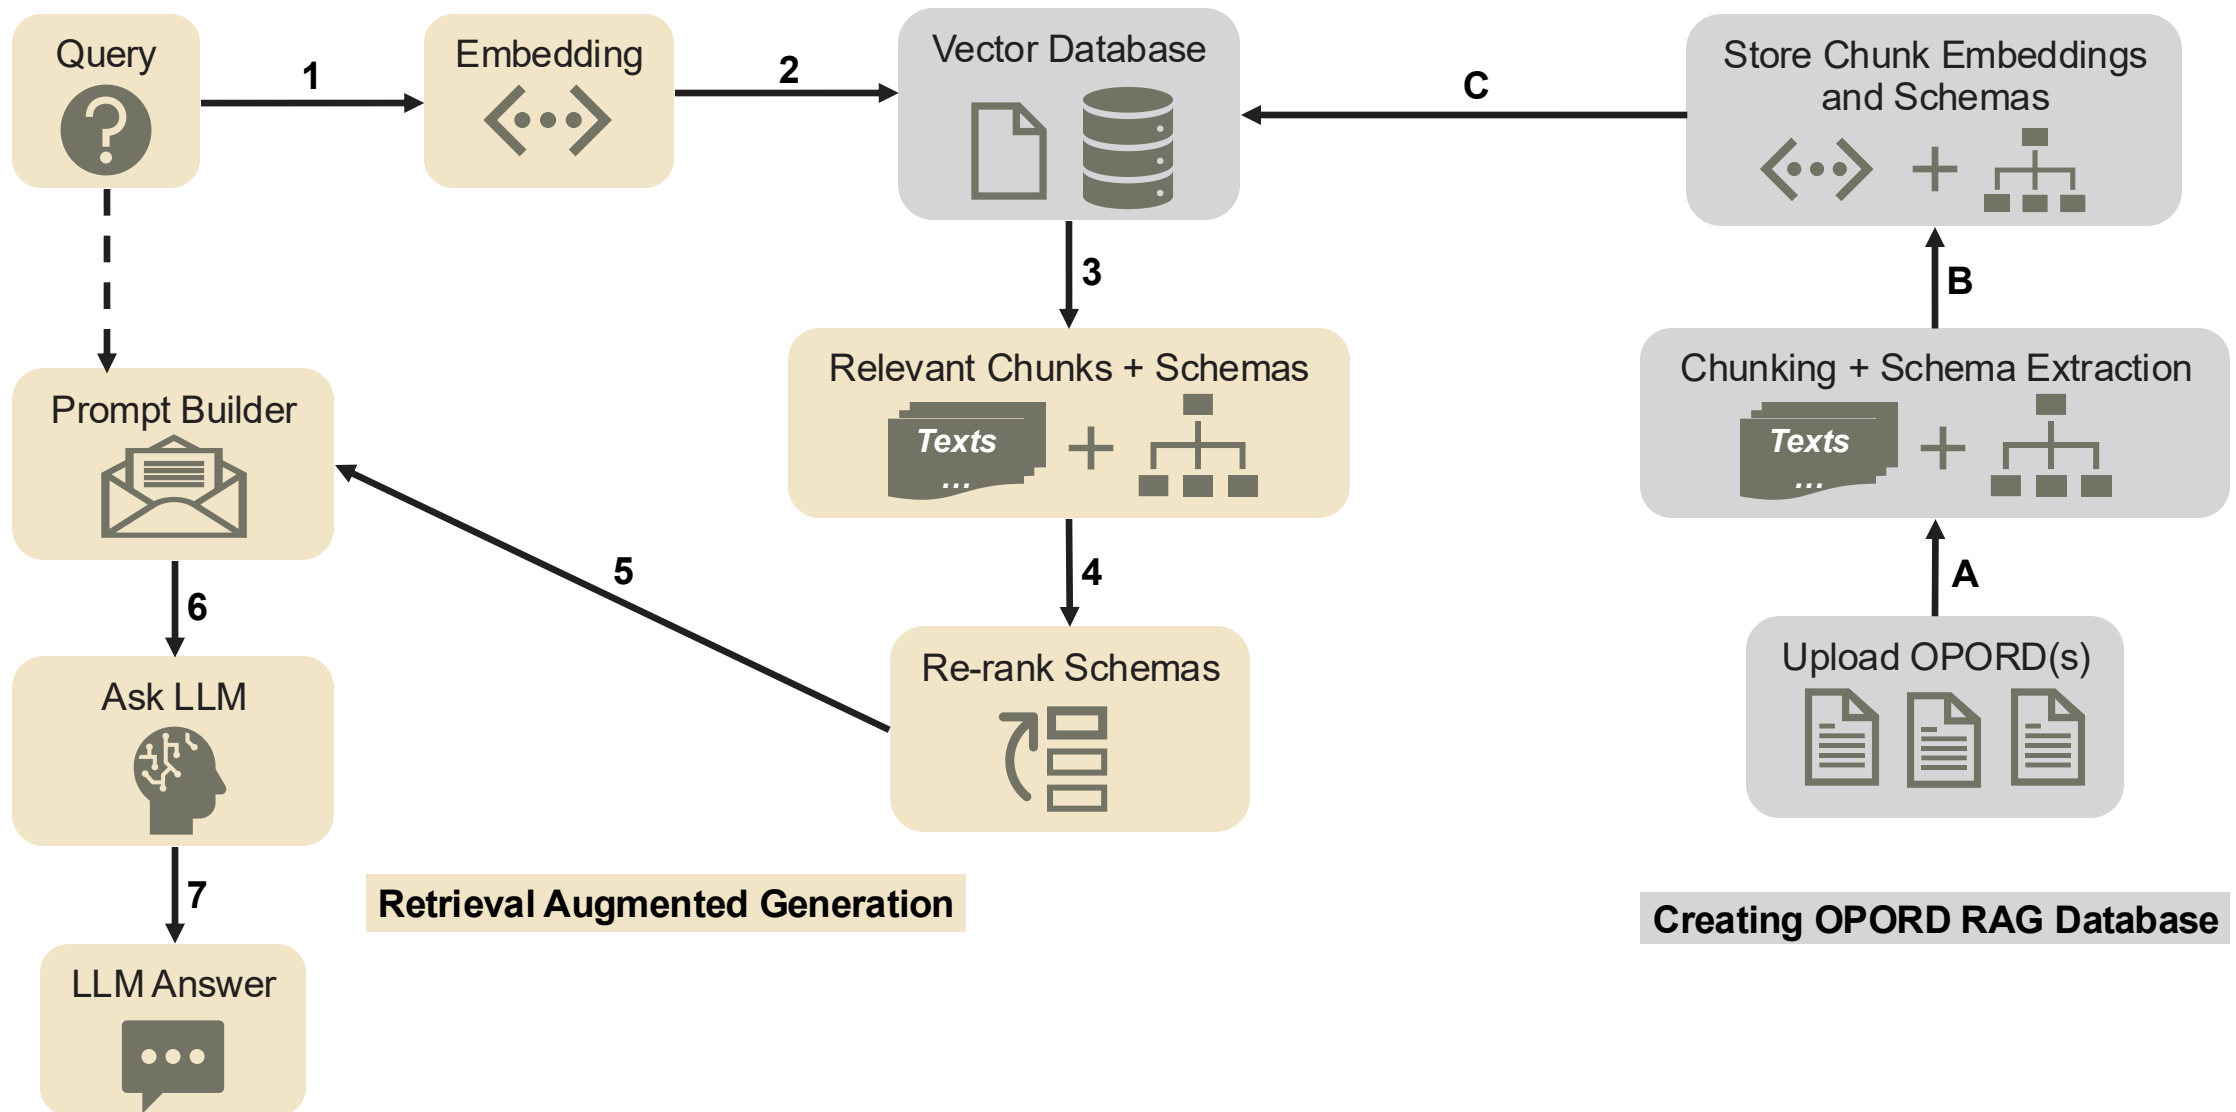 Query
1
Embedding
2
Vector Database
C
Store Chunk Embeddings
and Schemas
3
B
Relevant Chunks + Schemas
Texts
...
Chunking + Schema Extraction
Texts
...
Prompt Builder
5
4
A
6
Re-rank Schemas
Upload OPORD(s)
Ask LLM
7
Retrieval Augmented Generation
Creating OPORD RAG Database
LLM Answer